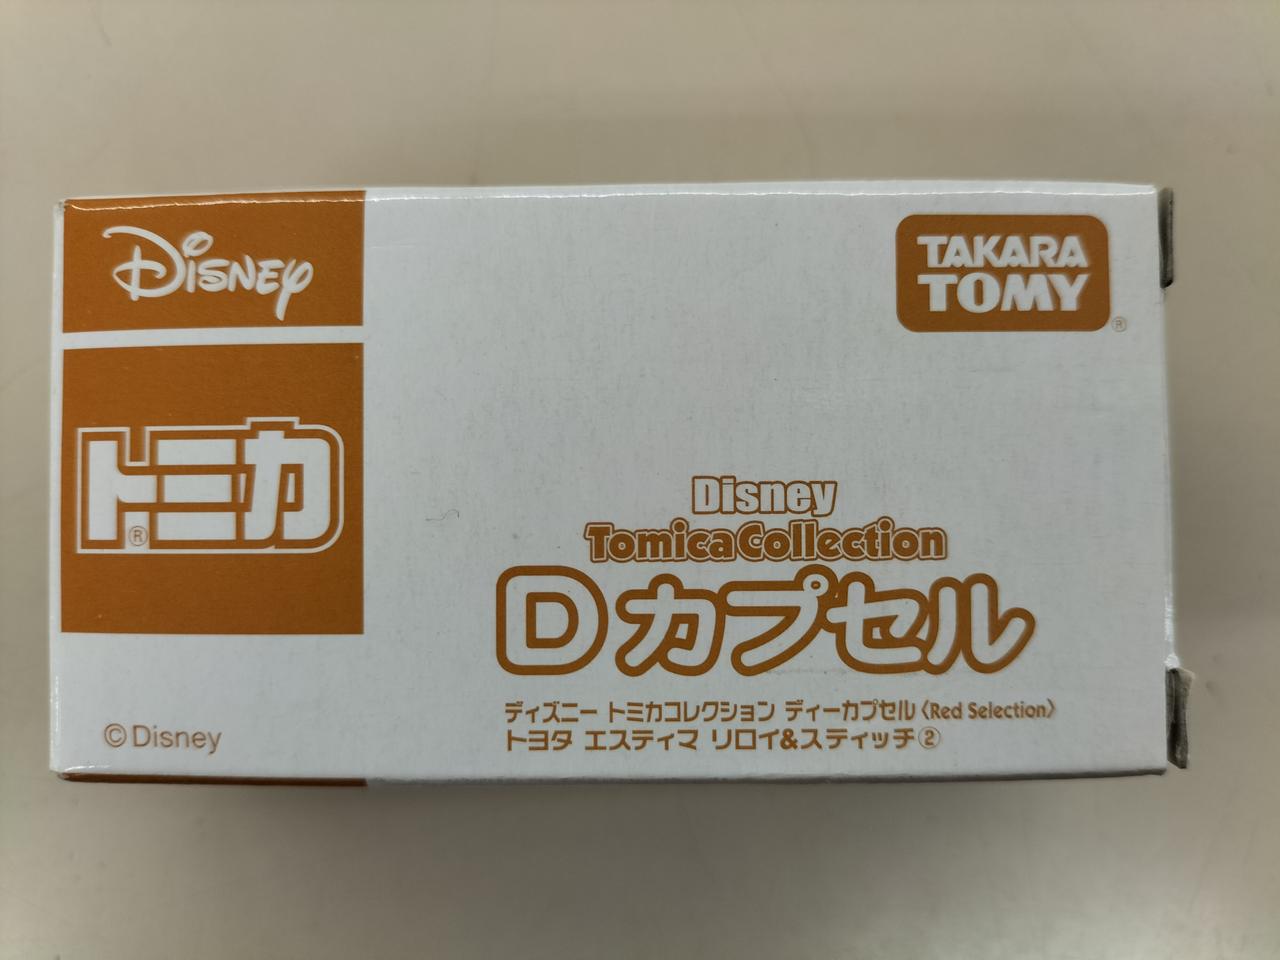 Disney
トミカ®
TAKARA
TOMY®
Disney
Tomica Collection
Dカプセル
ディズニー トミカコレクション ディーカプセル〈Red Selection〉
トヨタ エスティマ リロイ&スティッチ②
©Disney